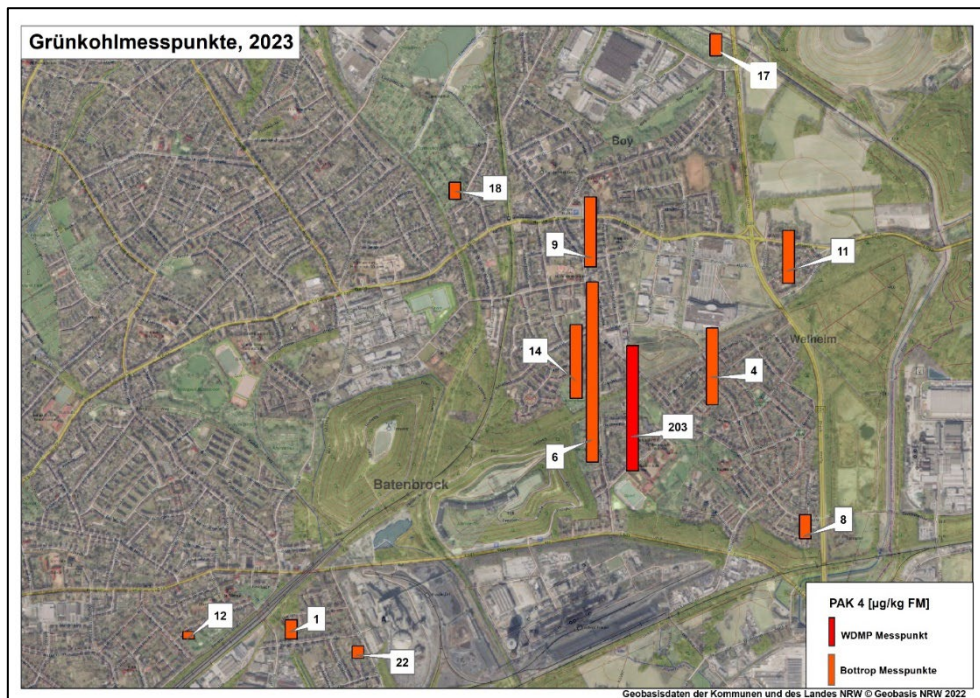 Grünkohlmesspunkte, 2023
17
Boy
18
9
11
Welheim
14
4
203
6
Batenbrock
8
12
1
22
PAK 4 [µg/kg FM]
WDMP Messpunkt
Bottrop Messpunkte
Geobasisdaten der Kommunen und des Landes NRW © Geobasis NRW 2022